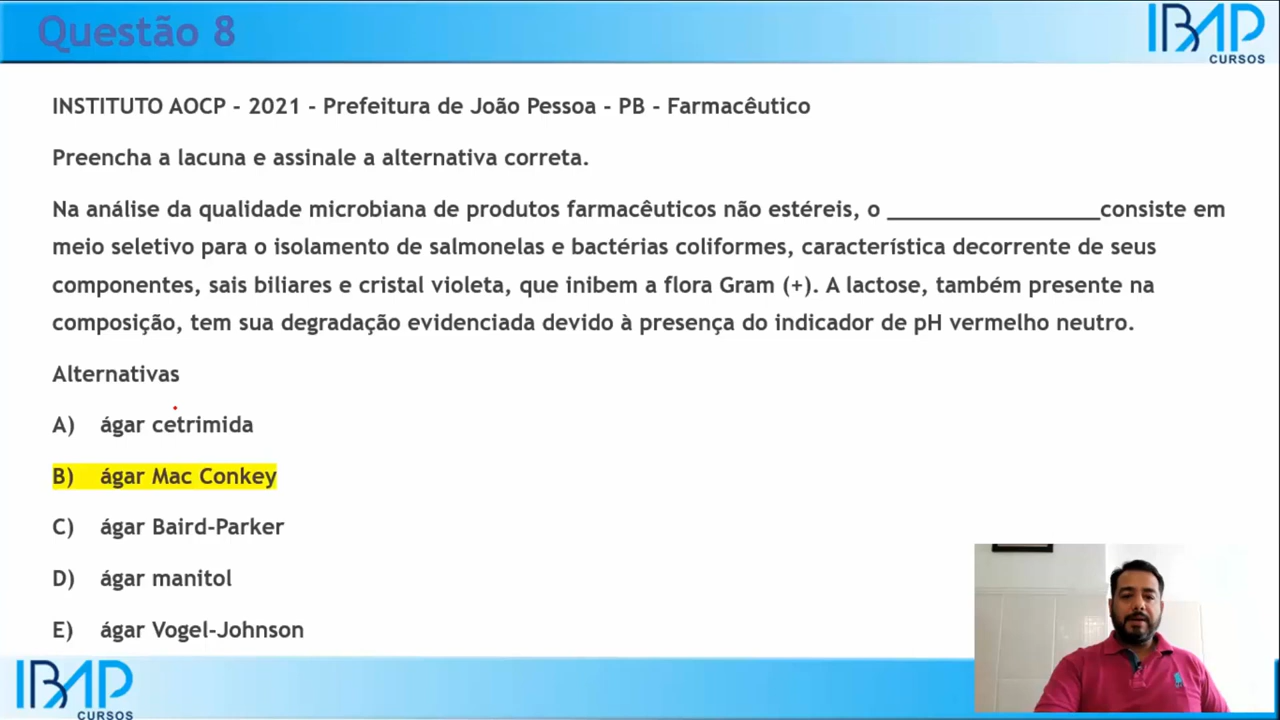 Questão 8
IBAP
CURSOS
INSTITUTO AOCP - 2021 - Prefeitura de João Pessoa - PB - Farmacêutico
Preencha a lacuna e assinale a alternativa correta.
Na análise da qualidade microbiana de produtos farmacêuticos não estéreis, o _________________consiste em
meio seletivo para o isolamento de salmonelas e bactérias coliformes, característica decorrente de seus
componentes, sais biliares e cristal violeta, que inibem a flora Gram (+). A lactose, também presente na
composição, tem sua degradação evidenciada devido à presença do indicador de pH vermelho neutro.
Alternativas
A) ágar cetrimida
B) ágar Mac Conkey
C) ágar Baird-Parker
D) ágar manitol
E) ágar Vogel-Johnson
IBAP
CURSOS